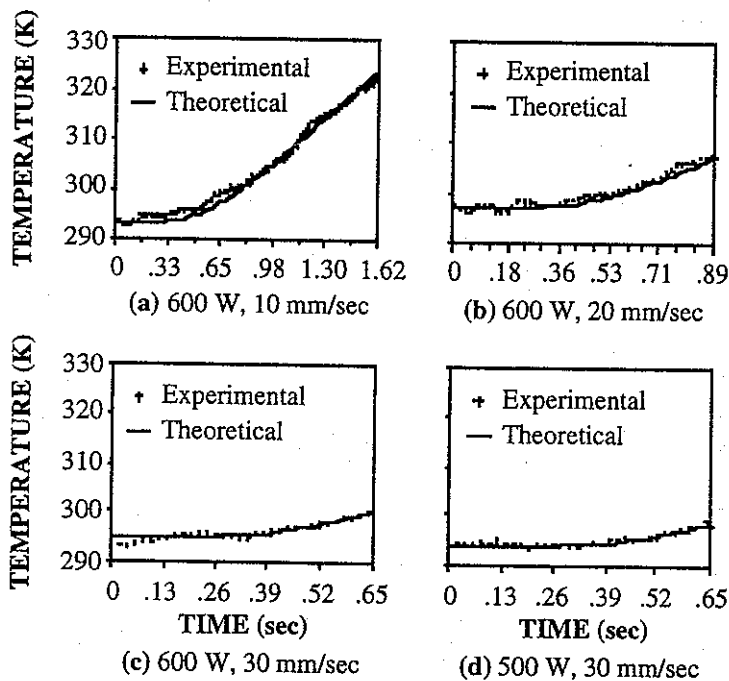 TEMPERATURE (K)
330
320
310
300
290
Experimental
Theoretical
0 .33 .65 .98 1.30 1.62
(a) 600 W, 10 mm/sec
Experimental
Theoretical
0 .18 .36 .53 .71 .89
(b) 600 W, 20 mm/sec
TEMPERATURE (K)
330
320
310
300
290
Experimental
Theoretical
0 .13 .26 .39 .52 .65
TIME (sec)
(c) 600 W, 30 mm/sec
Experimental
Theoretical
0 .13 .26 .39 .52 .65
TIME (sec)
(d) 500 W, 30 mm/sec